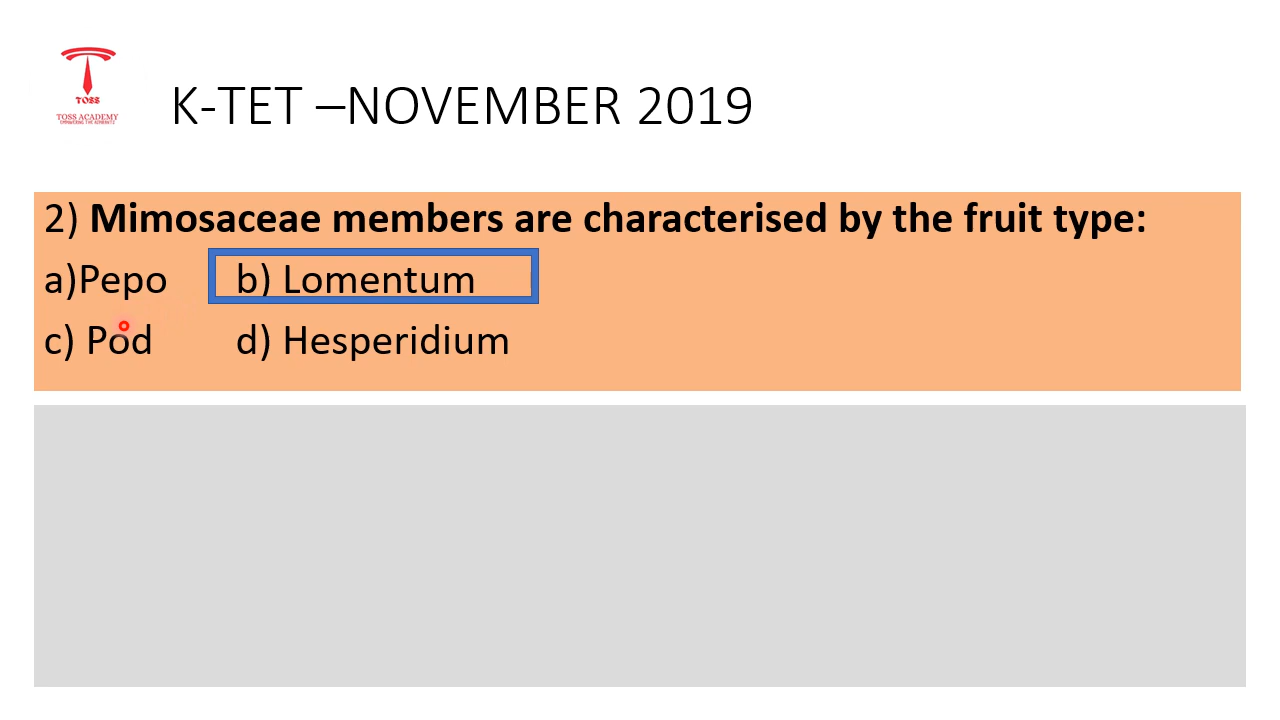 TOSS
TOSS ACADEMY
K-TET –NOVEMBER 2019
2) Mimosaceae members are characterised by the fruit type:
a)Pepo b) Lomentum
c) Pod d) Hesperidium